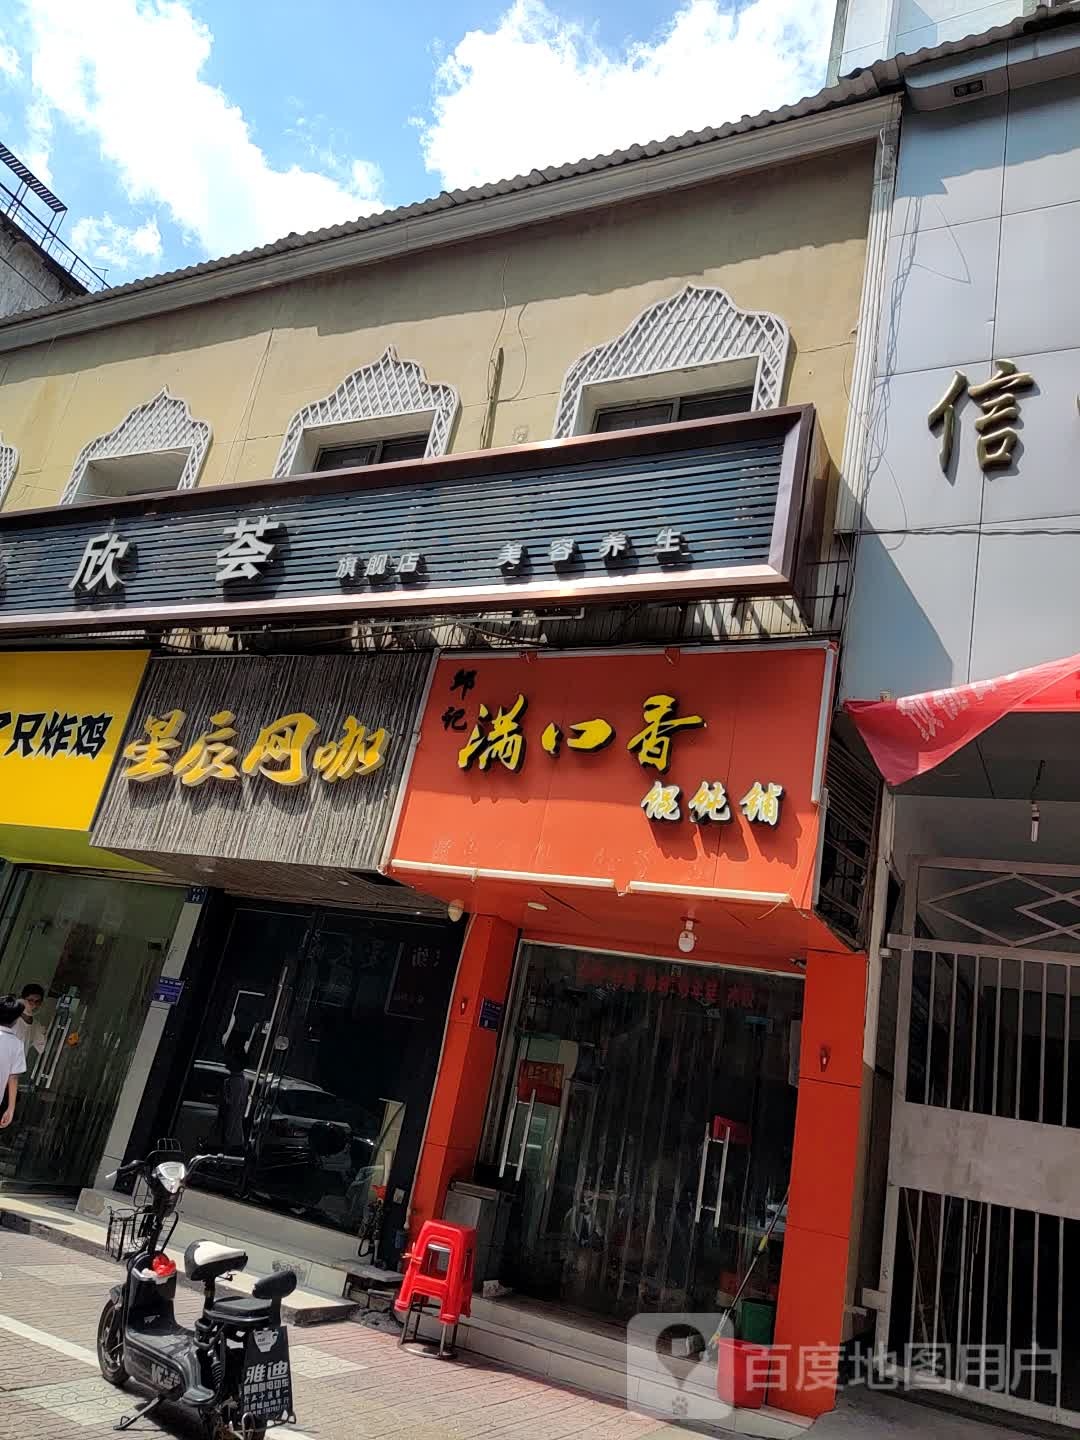 信
欣荟 旗舰店 美容养生
只炸鸡
星辰网咖
邹记
满口香
馄饨铺
雅迪
百度地图用户